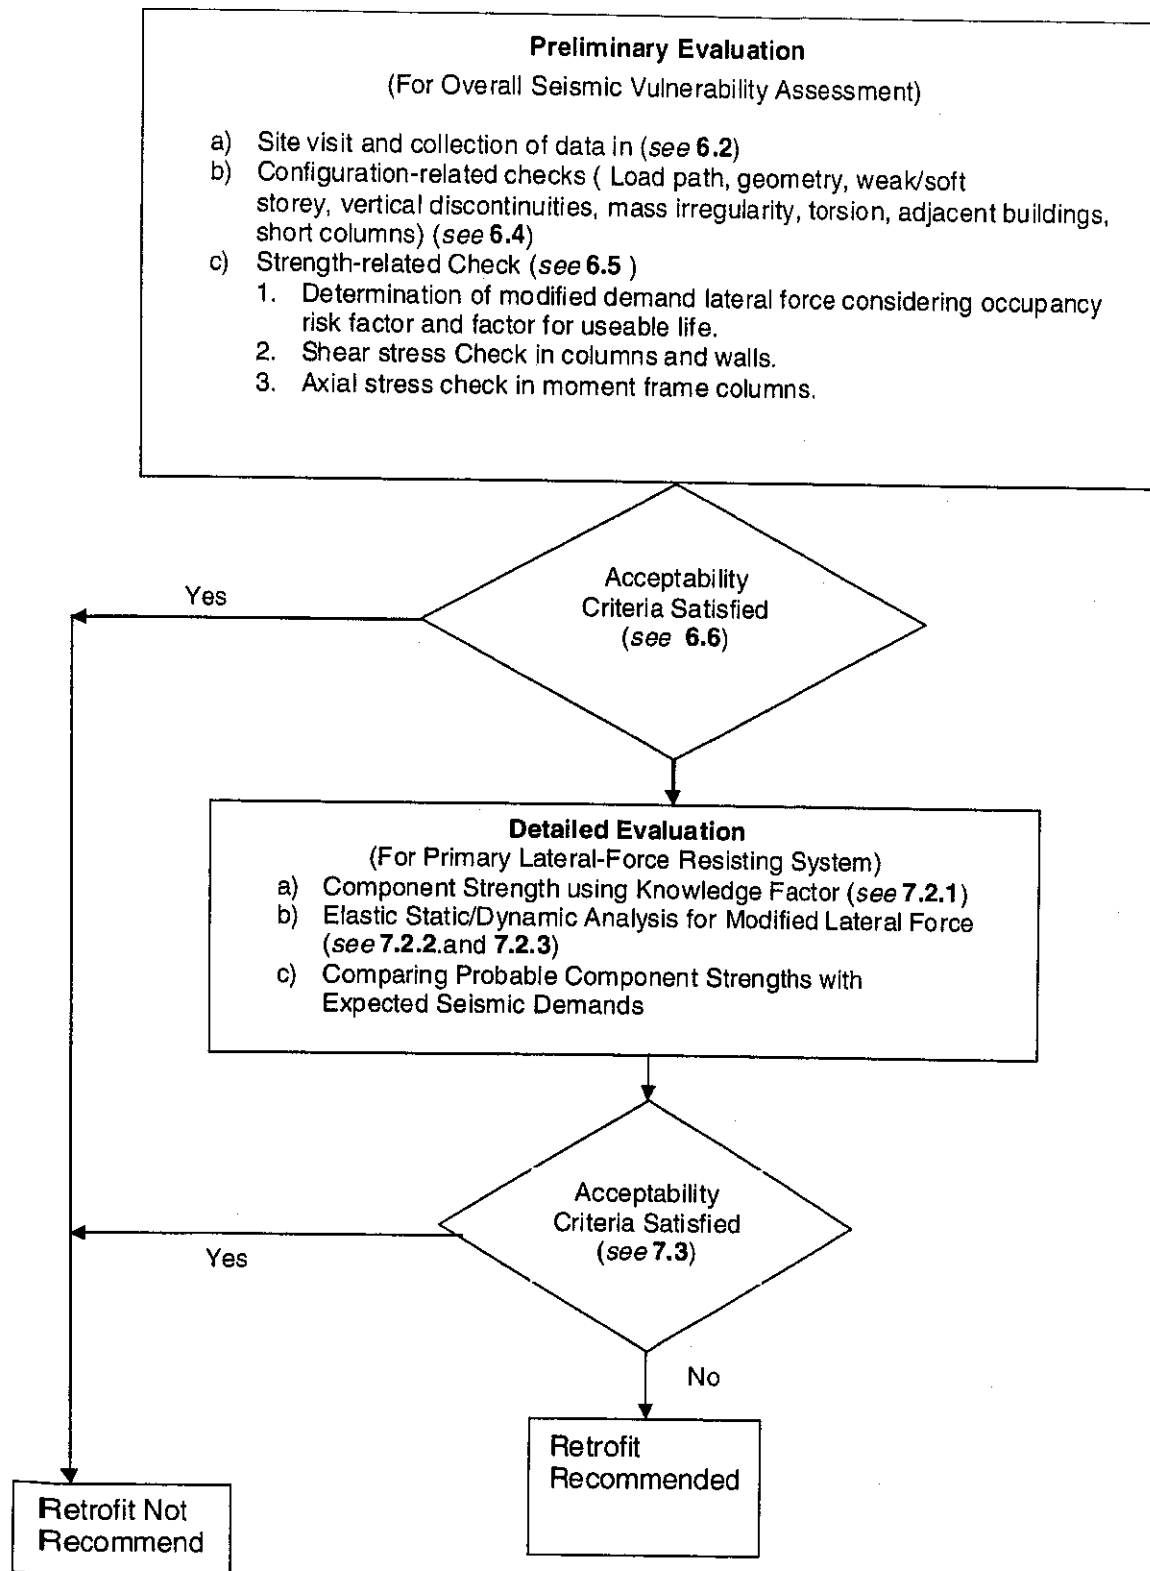 Preliminary Evaluation
(For Overall Seismic Vulnerability Assessment)
a) Site visit and collection of data in (see 6.2)
b) Configuration-related checks ( Load path, geometry, weak/soft
storey, vertical discontinuities, mass irregularity, torsion, adjacent buildings,
short columns) (see 6.4)
c) Strength-related Check (see 6.5 )
1. Determination of modified demand lateral force considering occupancy
risk factor and factor for useable life.
2. Shear stress Check in columns and walls.
3. Axial stress check in moment frame columns.
Acceptability
Criteria Satisfied
(see 6.6)
Yes
Detailed Evaluation
(For Primary Lateral-Force Resisting System)
a) Component Strength using Knowledge Factor (see 7.2.1)
b) Elastic Static/Dynamic Analysis for Modified Lateral Force
(see 7.2.2.and 7.2.3)
c) Comparing Probable Component Strengths with
Expected Seismic Demands
Acceptability
Criteria Satisfied
(see 7.3)
Yes
No
Retrofit
Recommended
Retrofit Not
Recommend